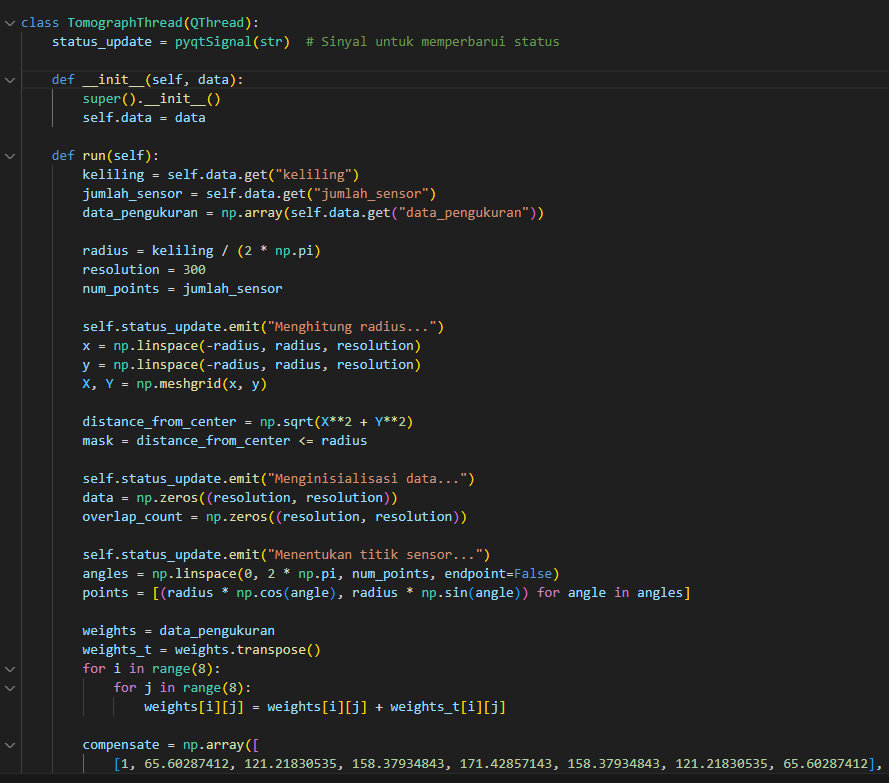 class TomographThread(QThread):
    status_update = pyqtSignal(str)  # Sinyal untuk memperbarui status
    def __init__(self, data):
        super().__init__()
        self.data = data
    def run(self):
        keliling = self.data.get("keliling")
        jumlah_sensor = self.data.get("jumlah_sensor")
        data_pengukuran = np.array(self.data.get("data_pengukuran"))
        radius = keliling / (2 * np.pi)
        resolution = 300
        num_points = jumlah_sensor
        self.status_update.emit("Menghitung radius...")
        x = np.linspace(-radius, radius, resolution)
        y = np.linspace(-radius, radius, resolution)
        X, Y = np.meshgrid(x, y)
        distance_from_center = np.sqrt(X**2 + Y**2)
        mask = distance_from_center <= radius
        self.status_update.emit("Menginisialisasi data...")
        data = np.zeros((resolution, resolution))
        overlap_count = np.zeros((resolution, resolution))
        self.status_update.emit("Menentukan titik sensor...")
        angles = np.linspace(0, 2 * np.pi, num_points, endpoint=False)
        points = [(radius * np.cos(angle), radius * np.sin(angle)) for angle in angles]
        weights = data_pengukuran
        weights_t = weights.transpose()
        for i in range(8):
            for j in range(8):
                weights[i][j] = weights[i][j] + weights_t[i][j]
        compensate = np.array([
            [1, 65.60287412, 121.21830535, 158.37934843, 171.42857143, 158.37934843, 121.21830535, 65.60287412],